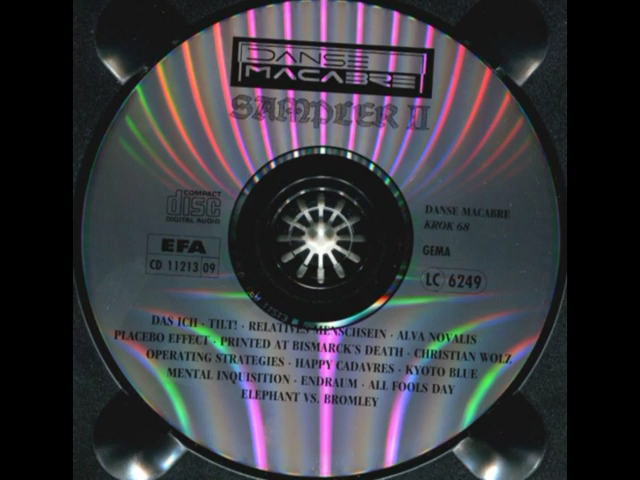 DANSE
MACABRE
SAMPLER II
COMPACT
disc
DIGITAL AUDIO
EFA
CD 11213 09
DANSE MACABRE
KROK 68
GEMA
LC 6249
DAS ICH · TILT! · RELATIVES MENSCHSEIN · ALVA NOVALIS
PLACEBO EFFECT · PRINTED AT BISMARCK'S DEATH · CHRISTIAN WOLZ
OPERATING STRATEGIES · HAPPY CADAVRES · KYOTO BLUE
MENTAL INQUISITION · ENDRAUM · ALL FOOLS DAY
ELEPHANT VS. BROMLEY